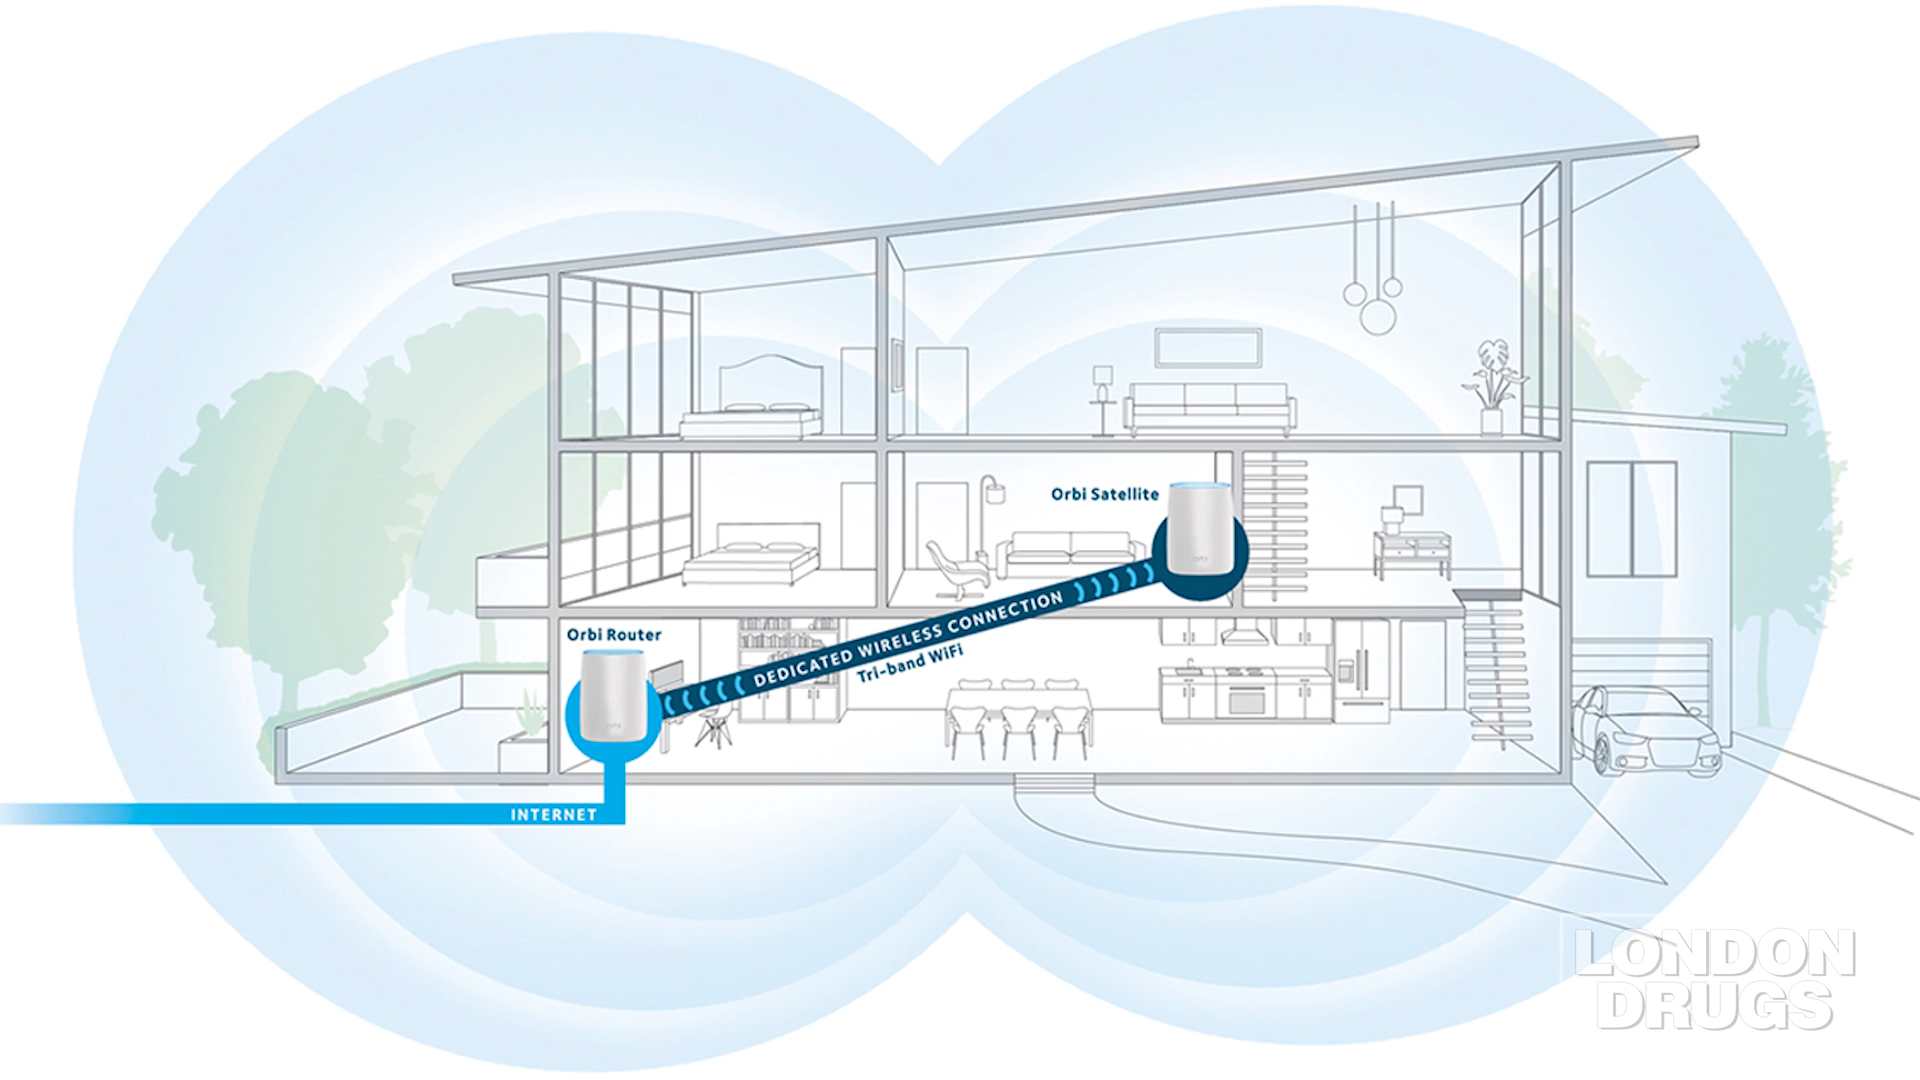 Orbi Satellite
DEDICATED WIRELESS CONNECTION
Tri-band WiFi
Orbi Router
INTERNET
LONDON
DRUGS